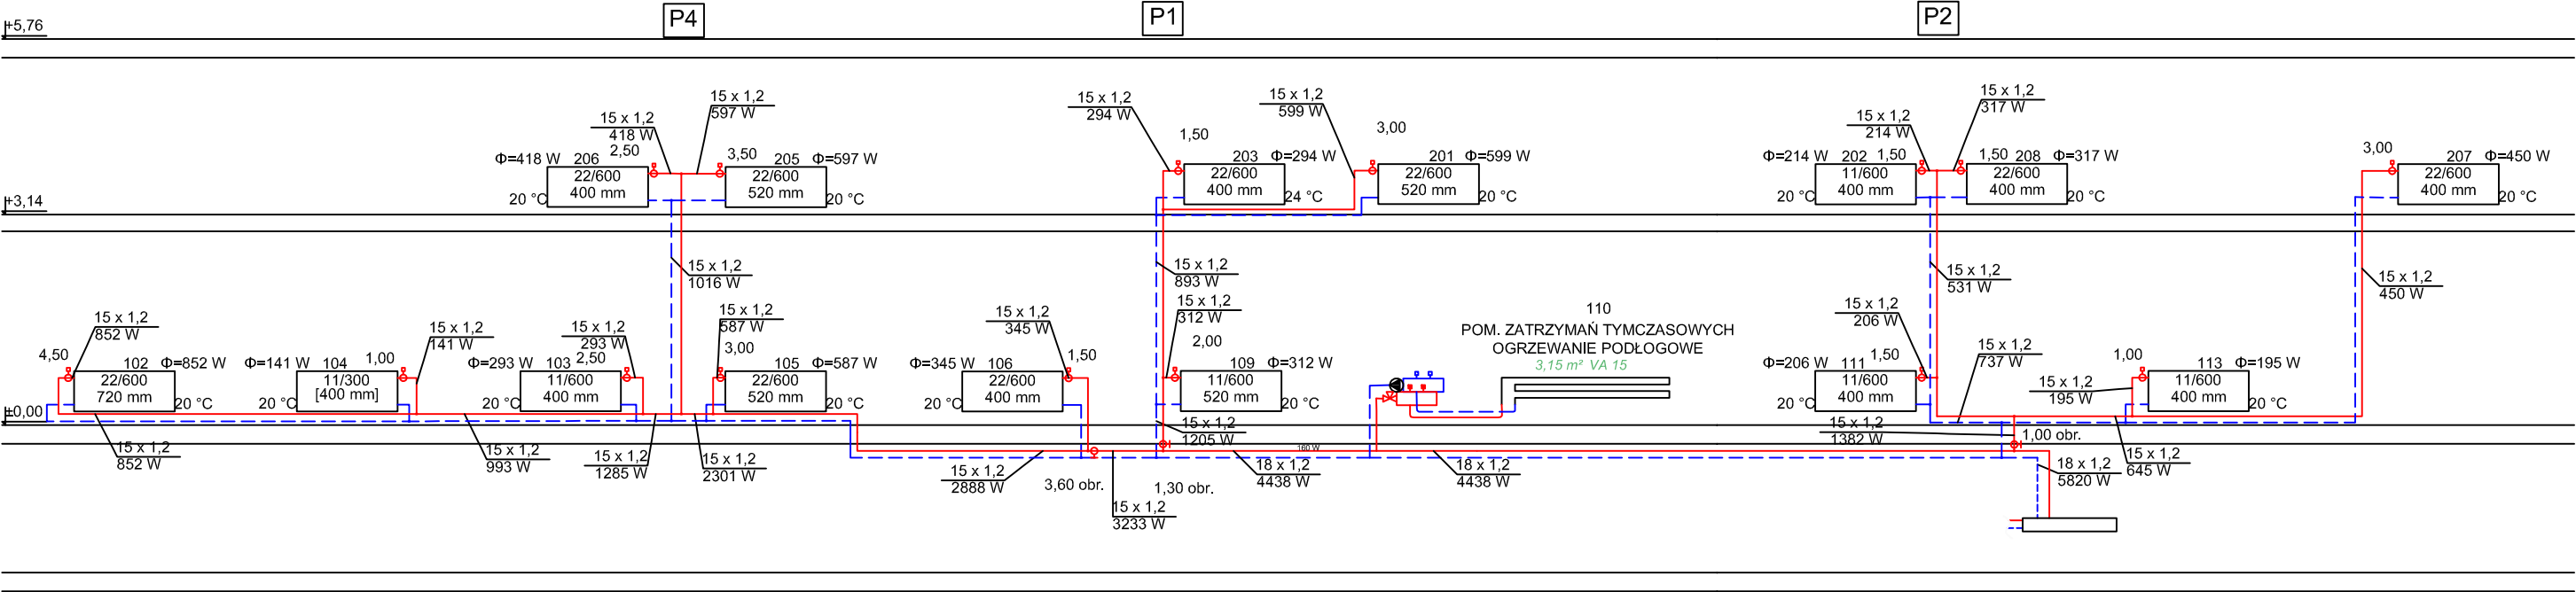 P4
P1
P2
+5,76
15 x 1,2
597 W
15 x 1,2
418 W
2,50
3,50
Φ=418 W
206
22/600
400 mm
20 °C
205
Φ=597 W
22/600
520 mm
20 °C
15 x 1,2
294 W
1,50
15 x 1,2
599 W
3,00
203
Φ=294 W
22/600
400 mm
24 °C
201
Φ=599 W
22/600
520 mm
20 °C
15 x 1,2
214 W
15 x 1,2
317 W
Φ=214 W
202
1,50
11/600
400 mm
20 °C
1,50
208
Φ=317 W
22/600
400 mm
20 °C
3,00
207
Φ=450 W
22/600
400 mm
20 °C
+3,14
15 x 1,2
1016 W
15 x 1,2
893 W
15 x 1,2
531 W
15 x 1,2
450 W
15 x 1,2
852 W
4,50
102
Φ=852 W
22/600
720 mm
20 °C
Φ=141 W
104
1,00
11/300
[400 mm]
20 °C
15 x 1,2
141 W
15 x 1,2
293 W
Φ=293 W
103
2,50
11/600
400 mm
20 °C
15 x 1,2
587 W
3,00
105
Φ=587 W
22/600
520 mm
20 °C
15 x 1,2
345 W
Φ=345 W
106
1,50
22/600
400 mm
20 °C
15 x 1,2
312 W
2,00
109
Φ=312 W
11/600
520 mm
20 °C
110
POM. ZATRZYMAŃ TYMCZASOWYCH
OGRZEWANIE PODŁOGOWE
3,15 m² VA 15
15 x 1,2
206 W
Φ=206 W
111
1,50
11/600
400 mm
20 °C
15 x 1,2
737 W
15 x 1,2
195 W
1,00
113
Φ=195 W
11/600
400 mm
20 °C
±0,00
15 x 1,2
852 W
15 x 1,2
993 W
15 x 1,2
1285 W
15 x 1,2
2301 W
15 x 1,2
2888 W
3,60 obr.
15 x 1,2
3233 W
1,30 obr.
15 x 1,2
1205 W
18 x 1,2
4438 W
160 W
18 x 1,2
4438 W
15 x 1,2
1382 W
1,00 obr.
18 x 1,2
5820 W
15 x 1,2
645 W